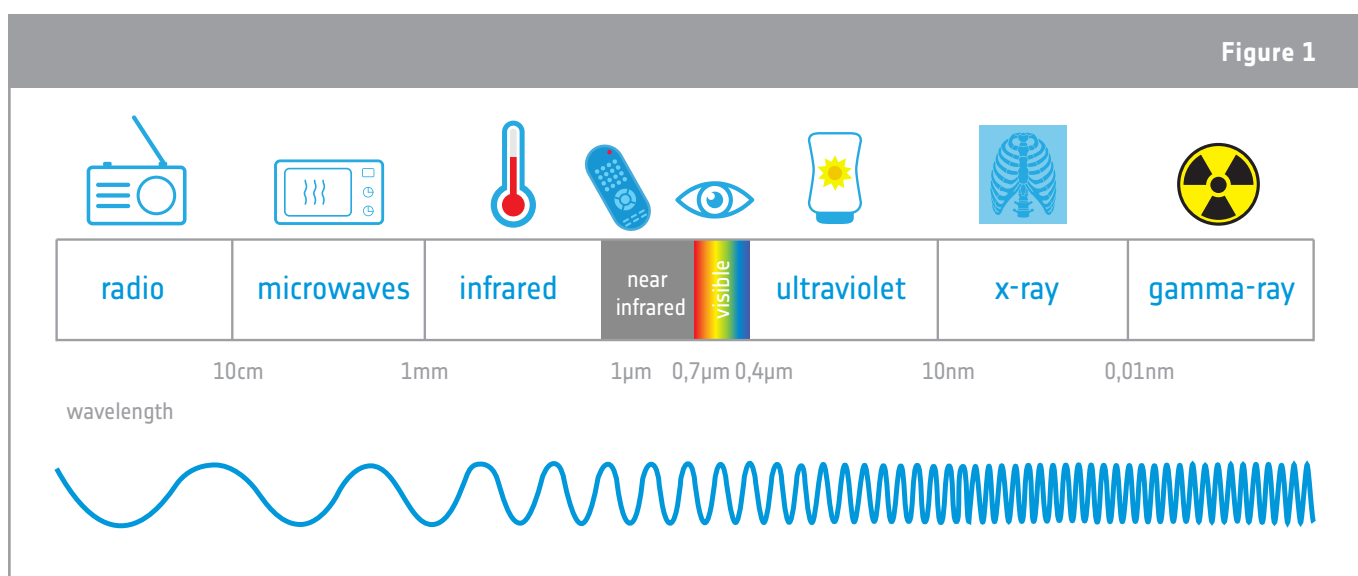 Figure 1
radio
microwaves
infrared
near
infrared
visible
ultraviolet
x-ray
gamma-ray
10cm
1mm
1μm
0,7μm
0,4μm
10nm
0,01nm
wavelength